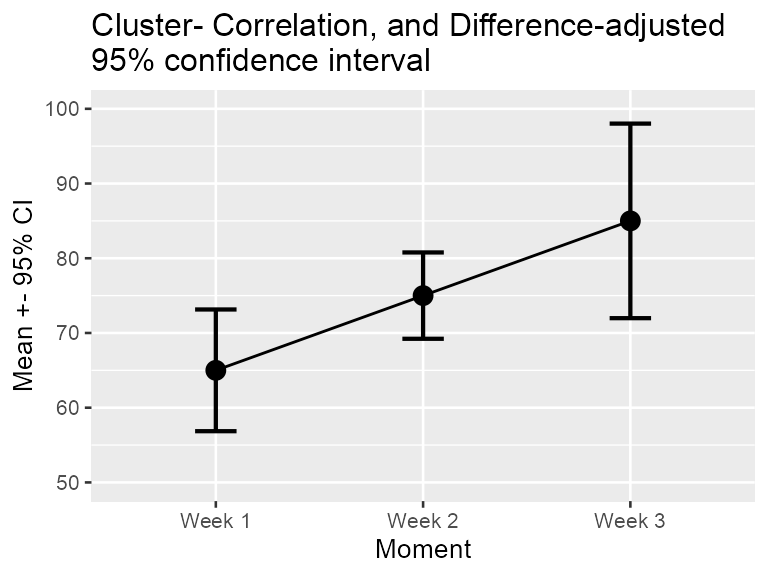 Cluster- Correlation, and Difference-adjusted
95% confidence interval
100
90
80
70
60
50
Mean +- 95% CI
Week 1 Week 2 Week 3
Moment